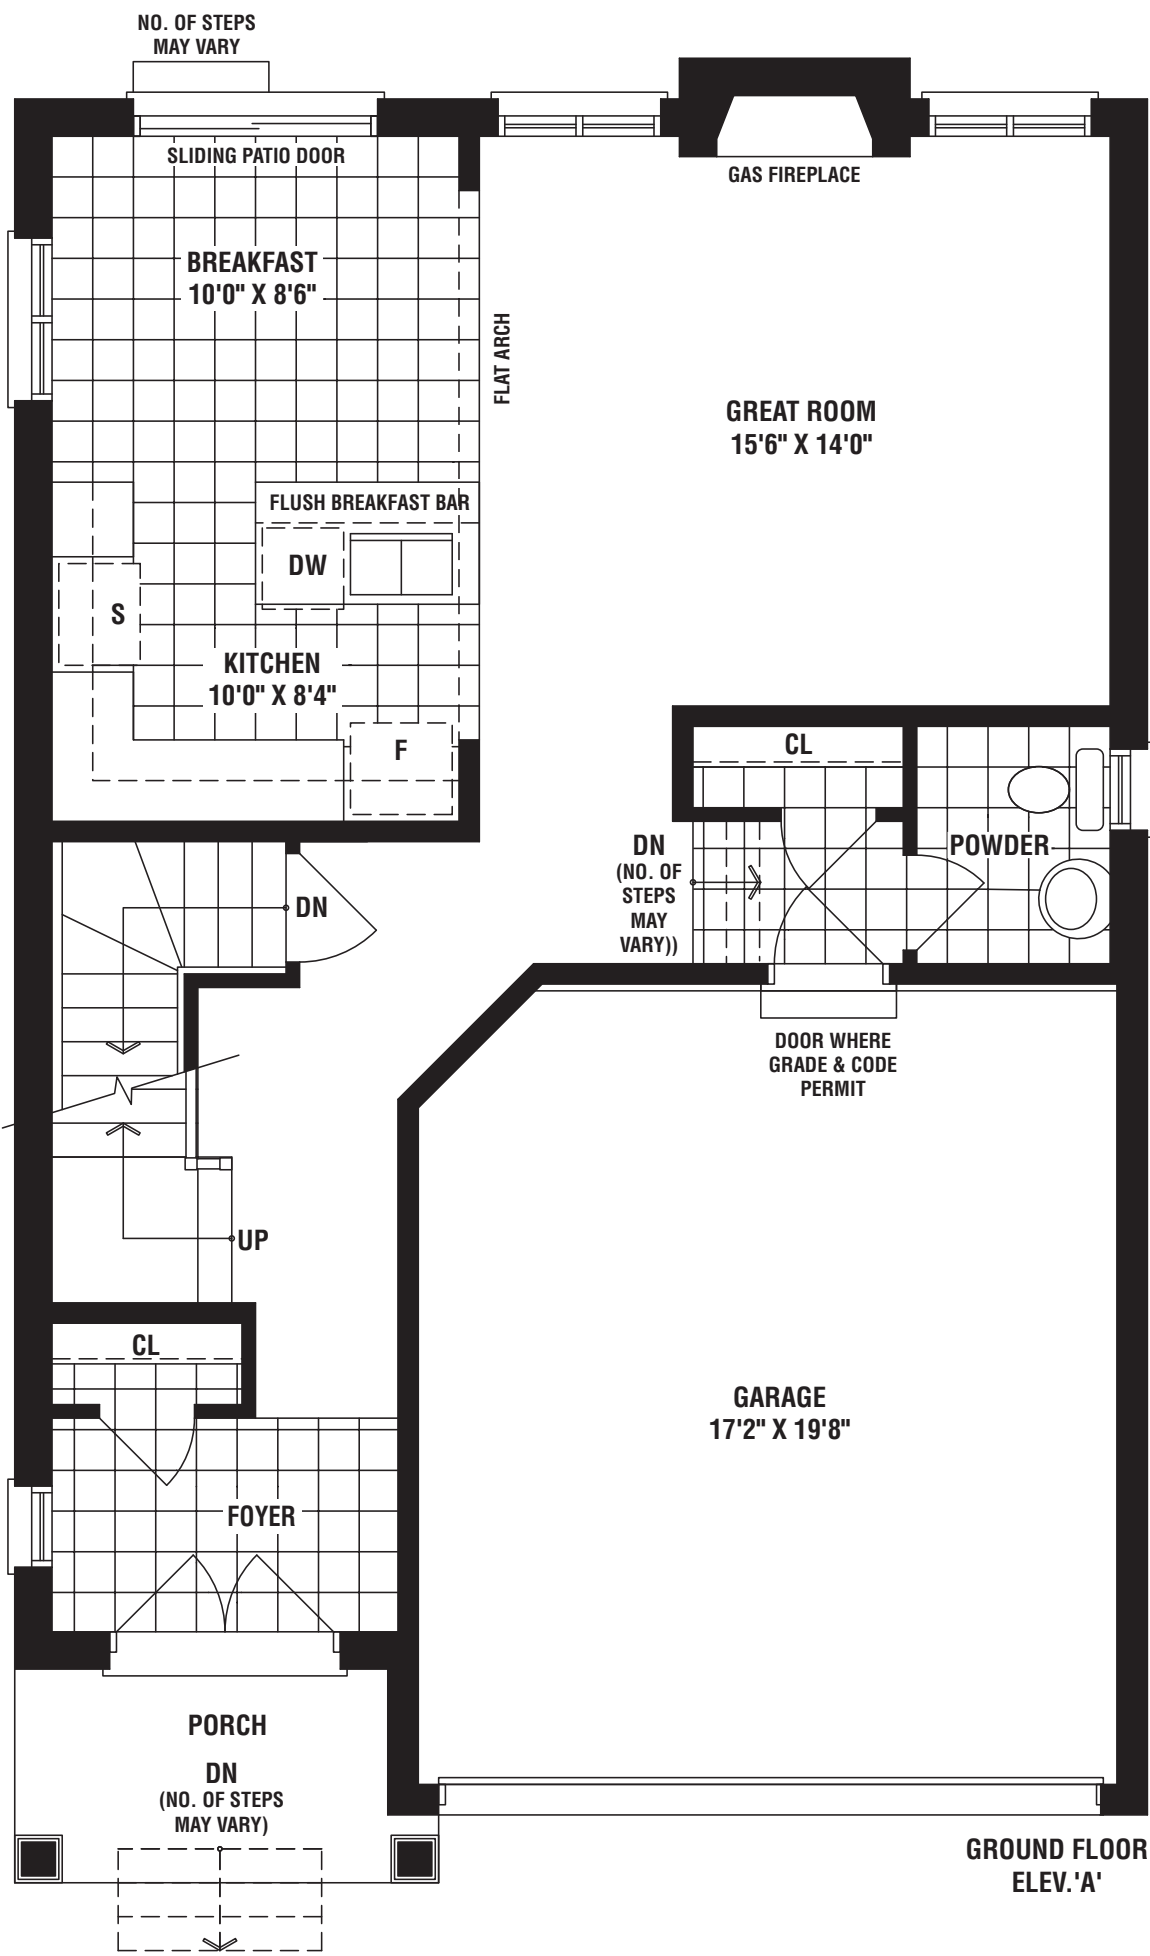 NO. OF STEPS
MAY VARY
SLIDING PATIO DOOR
GAS FIREPLACE
BREAKFAST
10'0" X 8'6"
FLAT ARCH
GREAT ROOM
15'6" X 14'0"
FLUSH BREAKFAST BAR
DW
S
KITCHEN
10'0" X 8'4"
F
CL
DN
(NO. OF
STEPS
MAY
VARY))
POWDER
DN
DOOR WHERE
GRADE & CODE
PERMIT
UP
CL
GARAGE
17'2" X 19'8"
FOYER
PORCH
DN
(NO. OF STEPS
MAY VARY)
GROUND FLOOR
ELEV.'A'